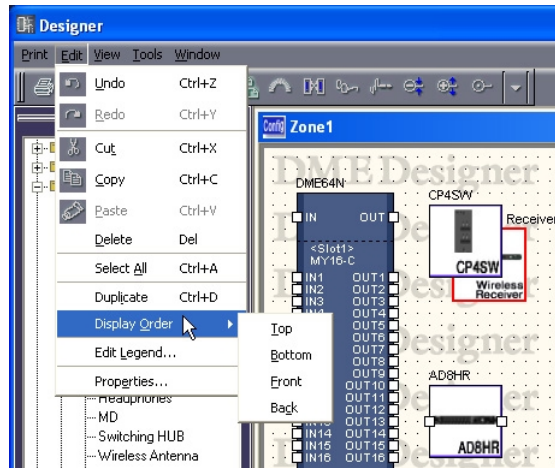 Designer
Print Edit View Tools Window
Undo Ctrl+Z
Redo Ctrl+Y
Cut Ctrl+X
Copy Ctrl+C
Paste Ctrl+V
Delete Del
Select All Ctrl+A
Duplicate Ctrl+D
Display Order
Edit Legend...
Properties...
Top
Bottom
Front
Back
Headphones
MD
Switching HUB
Wireless Antenna
Config Zone1
DME Designer
DME64N
IN OUT
<Slot1>
MY16-C
IN1 OUT1
IN2 OUT2
IN3 OUT3
OUT4
OUT5
OUT6
OUT7
OUT8
OUT9
OUT10
OUT11
OUT12
OUT13
IN14 OUT14
IN15 OUT15
IN16 OUT16
CP4SW
CP4SW
Receiver
Wireless
Receiver
signer
AD8HR
AD8HR